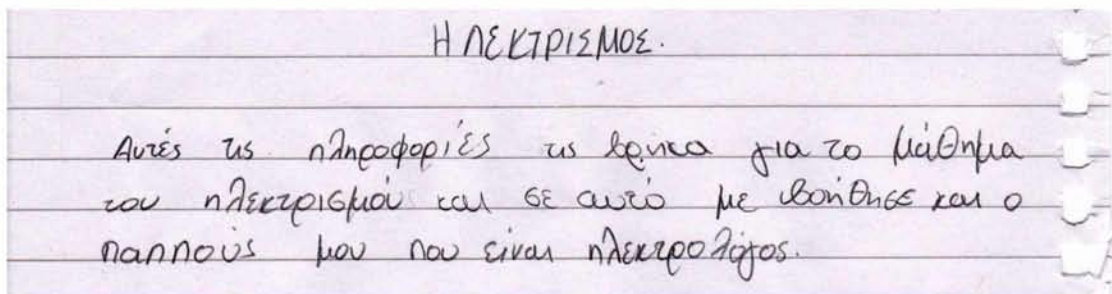 ΗΛΕΚΤΡΙΣΜΟΣ.
Αυτές τις πληροφορίές τις βρήκα για το μάθημα
του ηλεκτρισμού και σε αυτό με βοήθησε και ο
παππούς μου που είναι ηλεκτρολόγος.